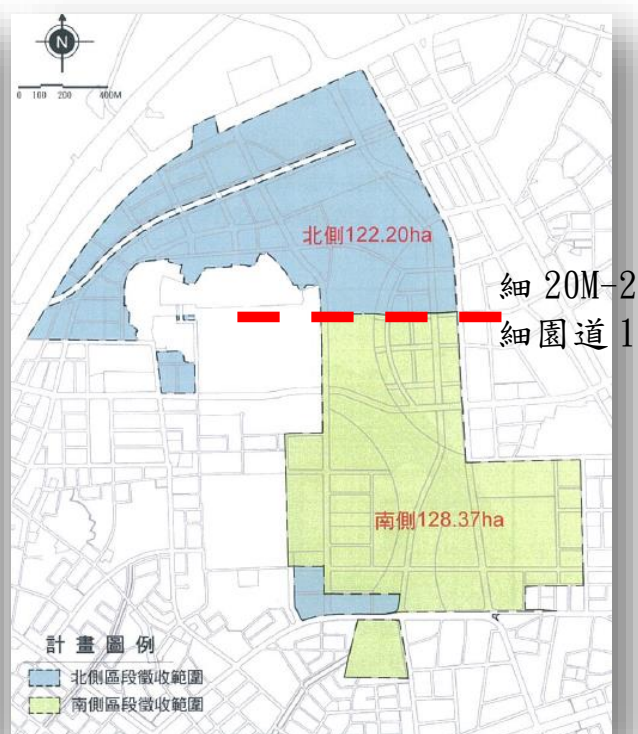 N
0 100 200 400M
北側122.20ha
細 20M-2
細園道 1
南側128.37ha
計畫圖例
北側區段徵收範圍
南側區段徵收範圍